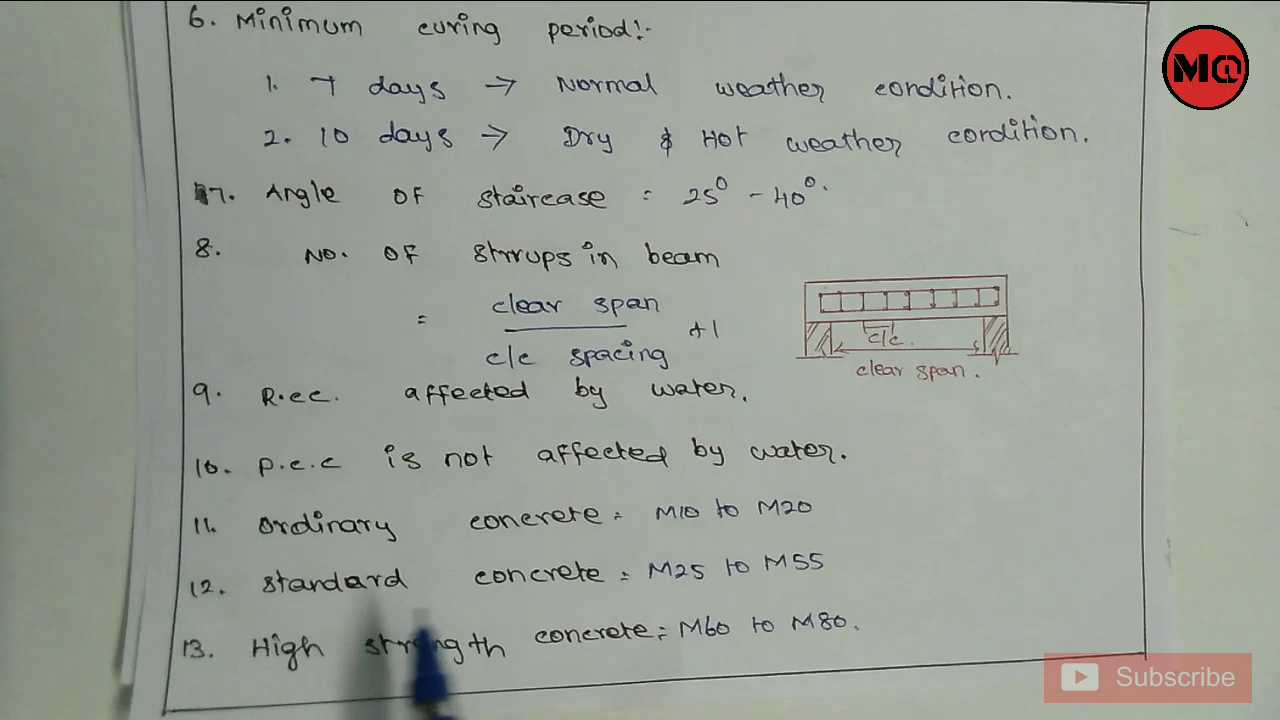 6. Minimum curing period:-
M@
1. 7 days → Normal weather condition.
2. 10 days → Dry & Hot weather condition.
7. Angle OF staircase = 25° - 40°.
8. No. OF strrups in beam
= clear span
c/c spacing +1
c/c.
clear span.
9. R.c.c. affected by water.
10. p.c.c is not affected by water.
11. ordinary concrete = M10 to M20
12. standard concrete = M25 to M55
13. High strength concrete = M60 to M80.
Subscribe